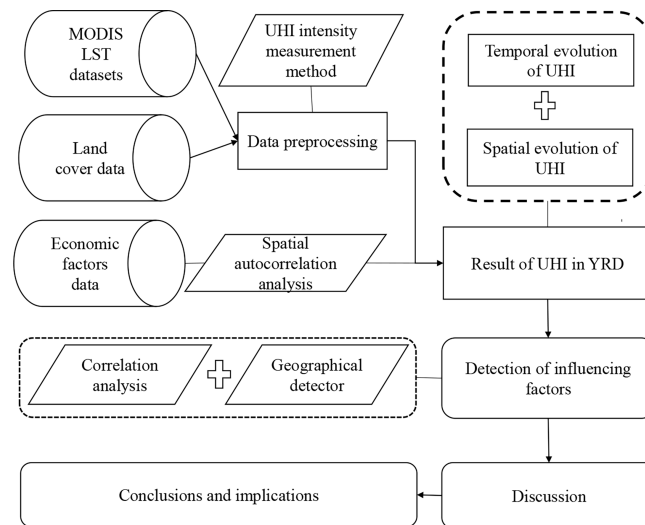 MODIS
LST
datasets
UHI intensity
measurement
method
Temporal evolution
of UHI
Land
cover data
Data preprocessing
Spatial evolution of
UHI
Economic
factors
data
Spatial
autocorrelation
analysis
Result of UHI in YRD
Correlation
analysis
Geographical
detector
Detection of influencing
factors
Conclusions and implications
Discussion